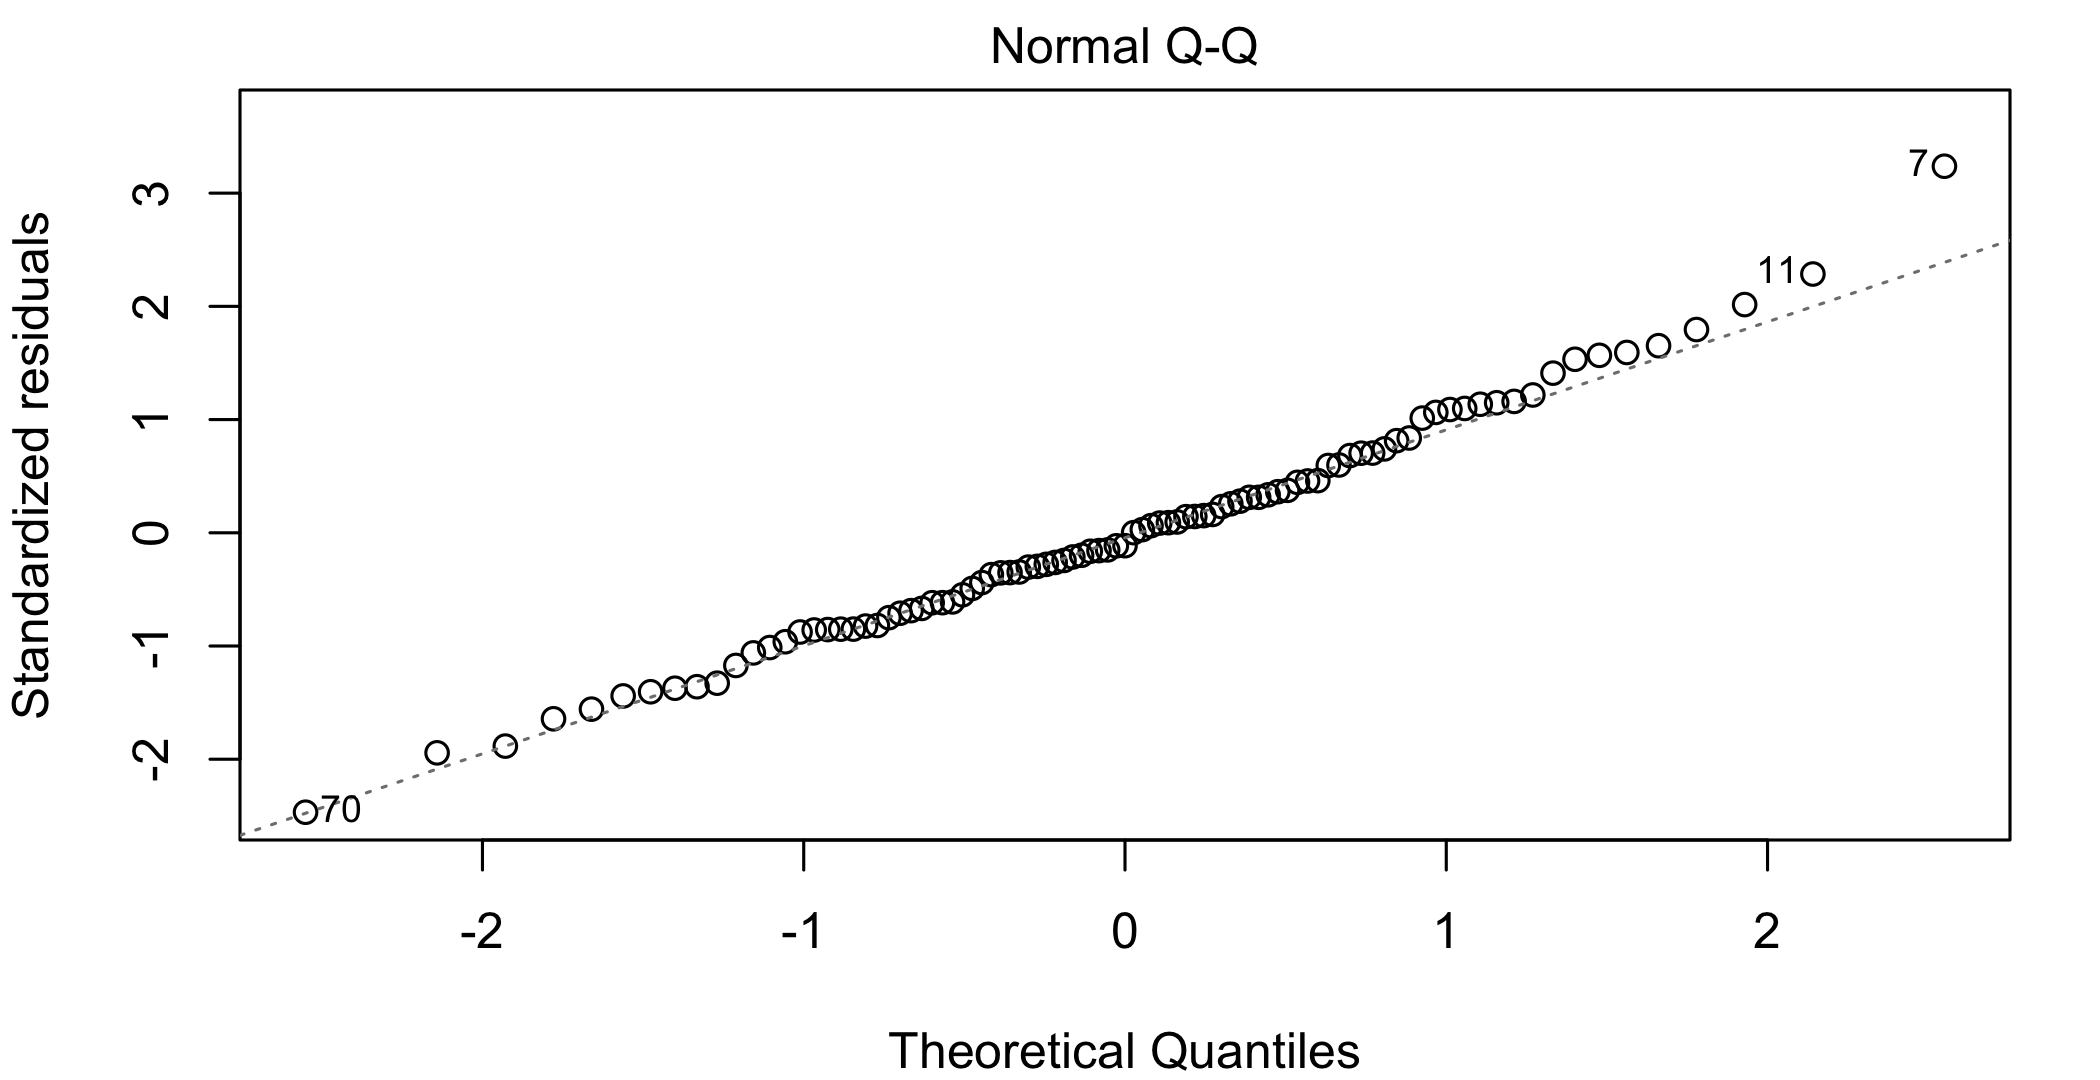 Normal Q-Q
Standardized residuals
3
2
1
0
-1
-2
7
11
70
-2 -1 0 1 2
Theoretical Quantiles